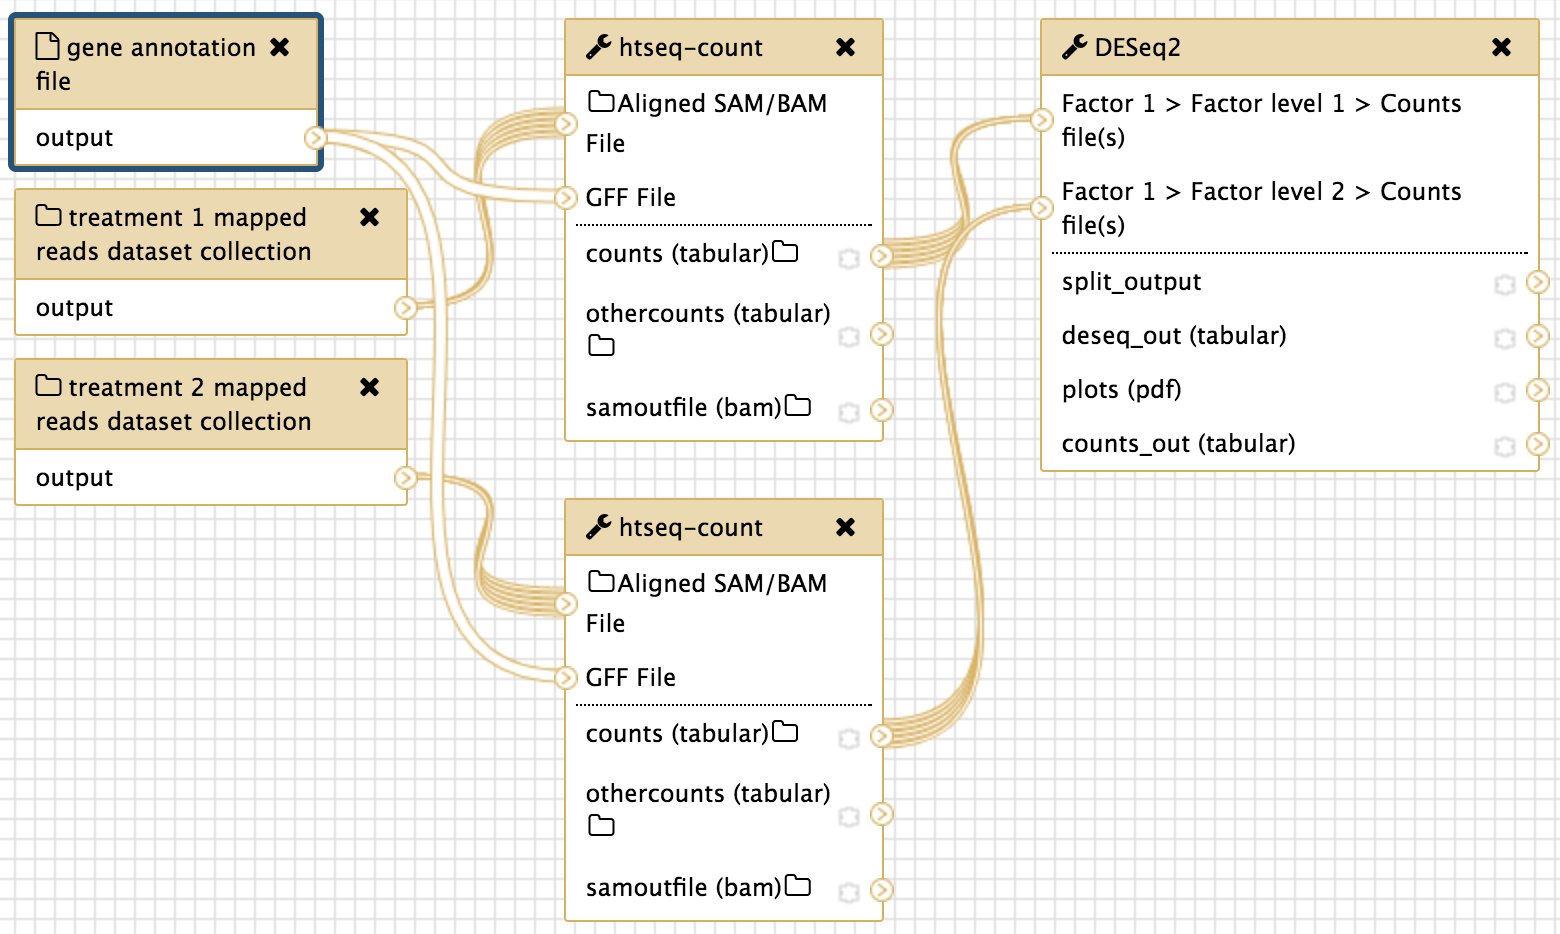 gene annotation
file
output
treatment 1 mapped
reads dataset collection
output
treatment 2 mapped
reads dataset collection
output
htseq-count
Aligned SAM/BAM
File
GFF File
counts (tabular)
othercounts (tabular)
samoutfile (bam)
htseq-count
Aligned SAM/BAM
File
GFF File
counts (tabular)
othercounts (tabular)
samoutfile (bam)
DESeq2
Factor 1 > Factor level 1 > Counts
file(s)
Factor 1 > Factor level 2 > Counts
file(s)
split_output
deseq_out (tabular)
plots (pdf)
counts_out (tabular)